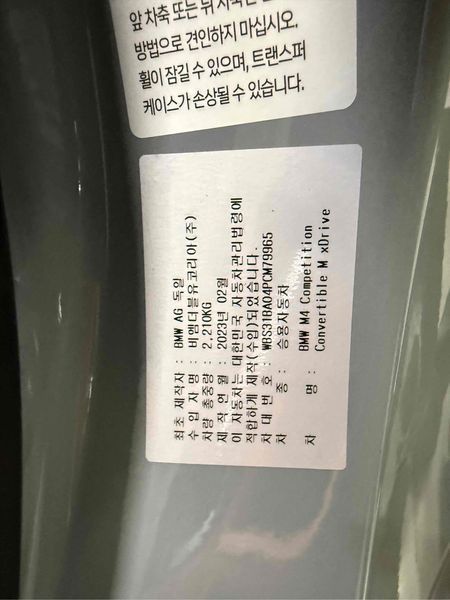 앞 차축 또는 뒤 차축만
방법으로 견인하지 마십시오.
휠이 잠길 수 있으며, 트랜스퍼
케이스가 손상될 수 있습니다.
최초 제작자 : BMW AG 독일
수 입 자 명 : 비엠더블유코리아(주)
차량 총중량 : 2,210KG
제 작 연 월 : 2023년 02월
이 자동차는 대한민국 자동차관리법령에
적합하게 제작(수입)되었습니다.
차 대 번 호 : WBS31BA04PCM79965
차 종 : 승용자동차
차 명 : BMW M4 Competition
Convertible M xDrive